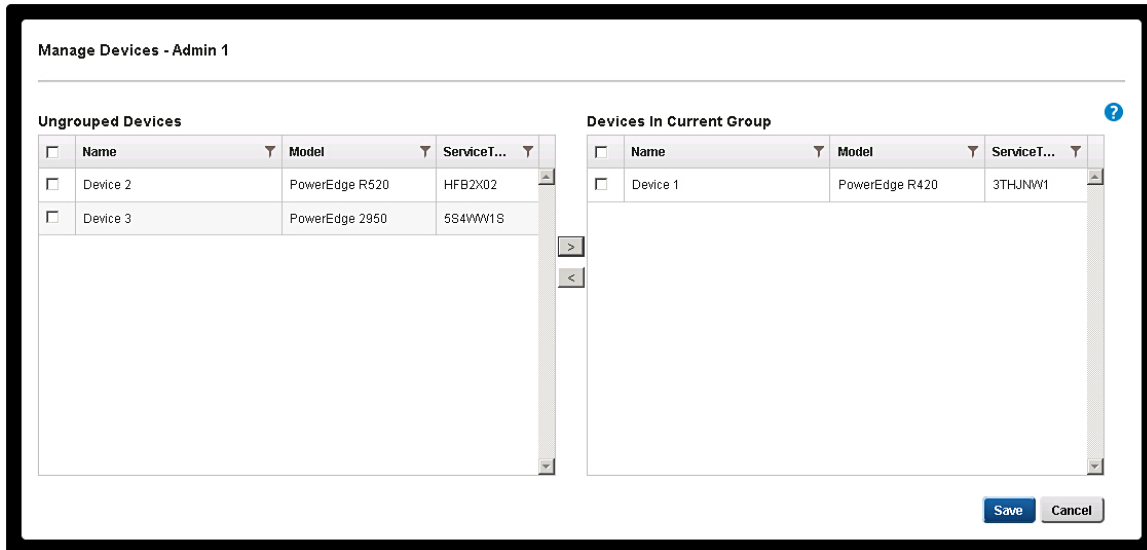 Manage Devices - Admin 1
?
Ungrouped Devices
Name Model ServiceT...
Device 2 PowerEdge R520 HFB2X02
Device 3 PowerEdge 2950 5S4WW1S
>
<
Devices In Current Group
Name Model ServiceT...
Device 1 PowerEdge R420 3THJNW1
Save Cancel